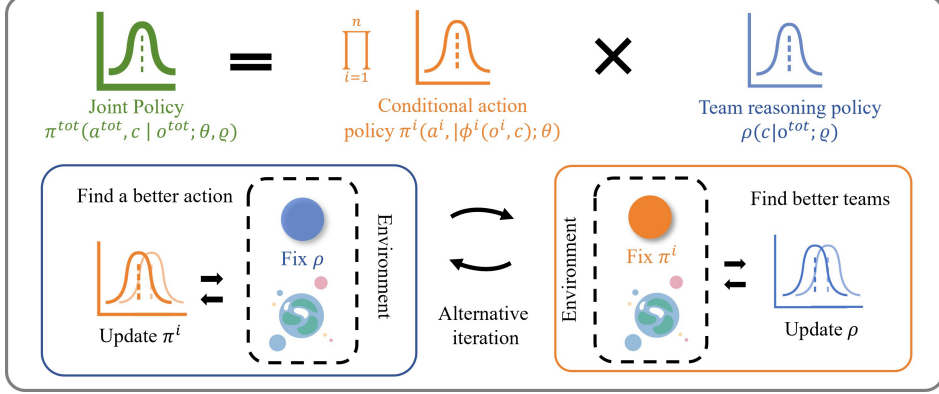 =
n
∏
i=1
×
Joint Policy
π^{tot}(a^{tot}, c | o^{tot}; θ, ϱ)
Conditional action
policy π^i(a^i, |ϕ^i(o^i, c); θ)
Team reasoning policy
ρ(c|o^{tot}; ϱ)
Find a better action
Fix ρ
Environment
Update π^i
Alternative
iteration
Environment
Fix π^i
Find better teams
Update ρ